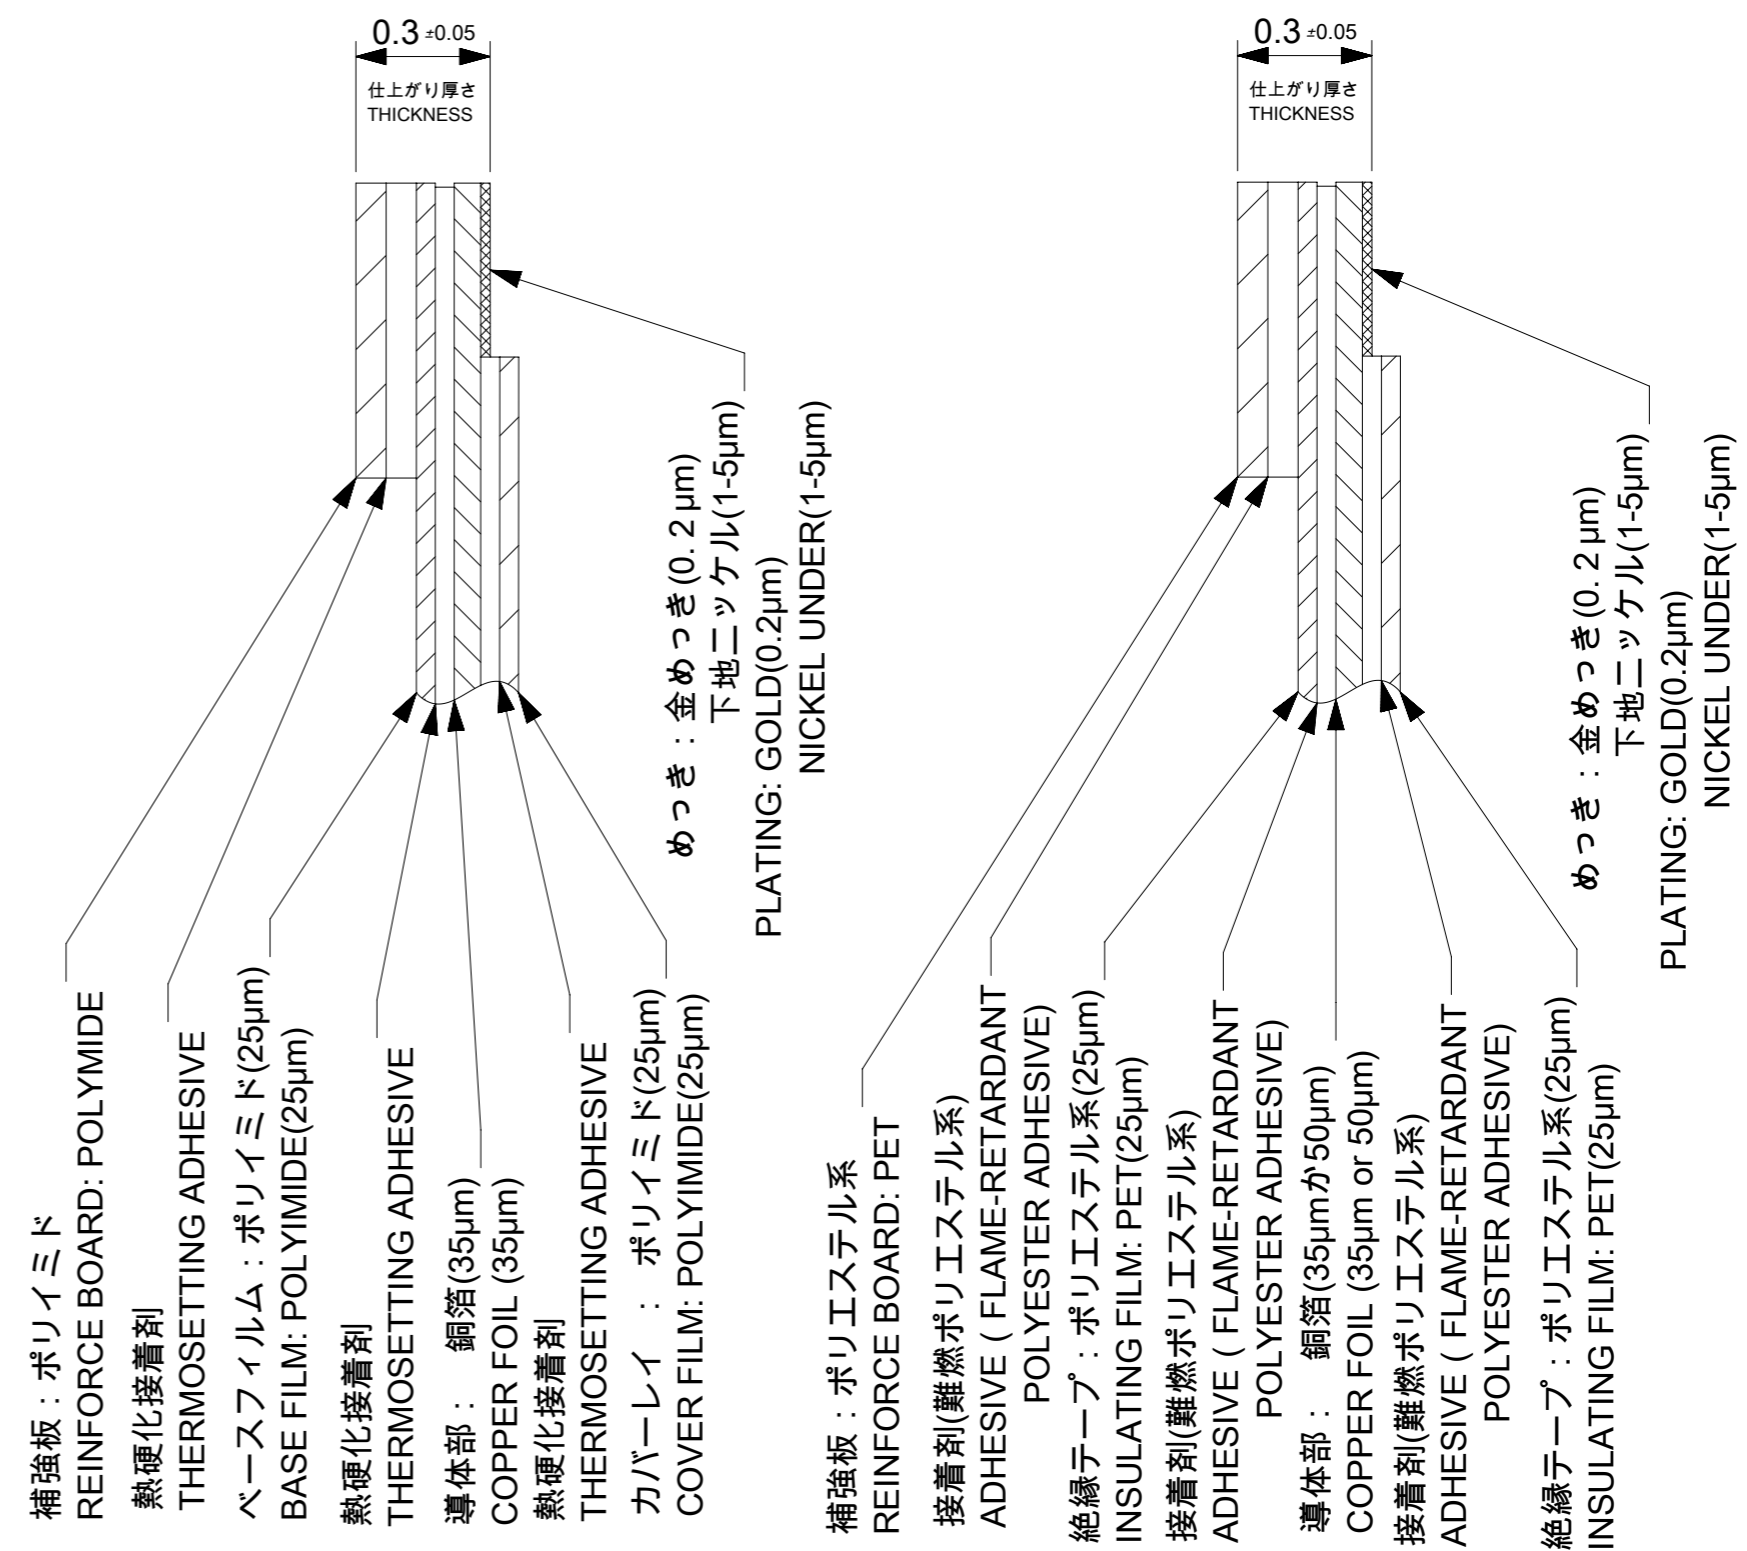 0.3 ±0.05
仕上がり厚さ
THICKNESS
めっき：金めっき(0.2μm)
下地ニッケル(1-5μm)
PLATING: GOLD(0.2μm)
NICKEL UNDER(1-5μm)
補強板：ポリイミド
REINFORCE BOARD: POLYMIDE
熱硬化接着剤
THERMOSETTING ADHESIVE
ベースフィルム：ポリイミド(25μm)
BASE FILM: POLYIMIDE(25μm)
熱硬化接着剤
THERMOSETTING ADHESIVE
導体部： 銅箔(35μm)
COPPER FOIL (35μm)
熱硬化接着剤
THERMOSETTING ADHESIVE
カバーレイ ： ポリイミド(25μm)
COVER FILM: POLYIMIDE(25μm)
0.3 ±0.05
仕上がり厚さ
THICKNESS
めっき：金めっき(0.2μm)
下地ニッケル(1-5μm)
PLATING: GOLD(0.2μm)
NICKEL UNDER(1-5μm)
補強板：ポリエステル系
REINFORCE BOARD: PET
接着剤(難燃ポリエステル系)
ADHESIVE ( FLAME-RETARDANT
POLYESTER ADHESIVE)
絶縁テープ：ポリエステル系(25μm)
INSULATING FILM: PET(25μm)
接着剤(難燃ポリエステル系)
ADHESIVE ( FLAME-RETARDANT
POLYESTER ADHESIVE)
導体部： 銅箔(35μmか50μm)
COPPER FOIL (35μm or 50μm)
接着剤(難燃ポリエステル系)
ADHESIVE ( FLAME-RETARDANT
POLYESTER ADHESIVE)
絶縁テープ：ポリエステル系(25μm)
INSULATING FILM: PET(25μm)